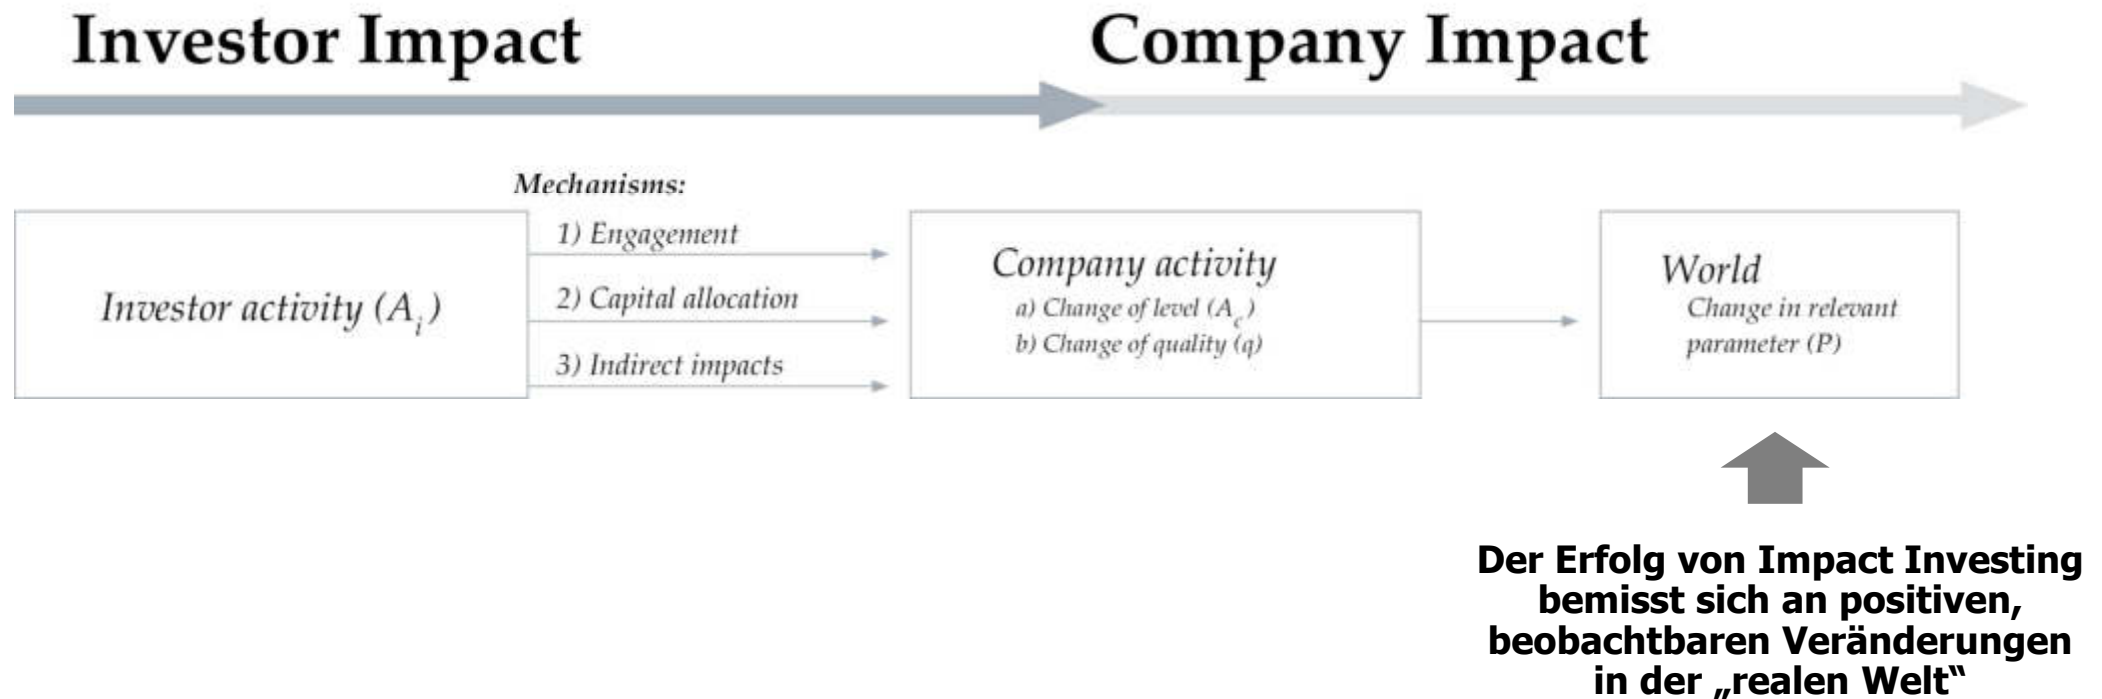 Investor Impact
Company Impact
Mechanisms:
Investor activity (Aᵢ)
1) Engagement
2) Capital allocation
3) Indirect impacts
Company activity
a) Change of level (A꜀)
b) Change of quality (q)
World
Change in relevant
parameter (P)
Der Erfolg von Impact Investing
bemisst sich an positiven,
beobachtbaren Veränderungen
in der „realen Welt“